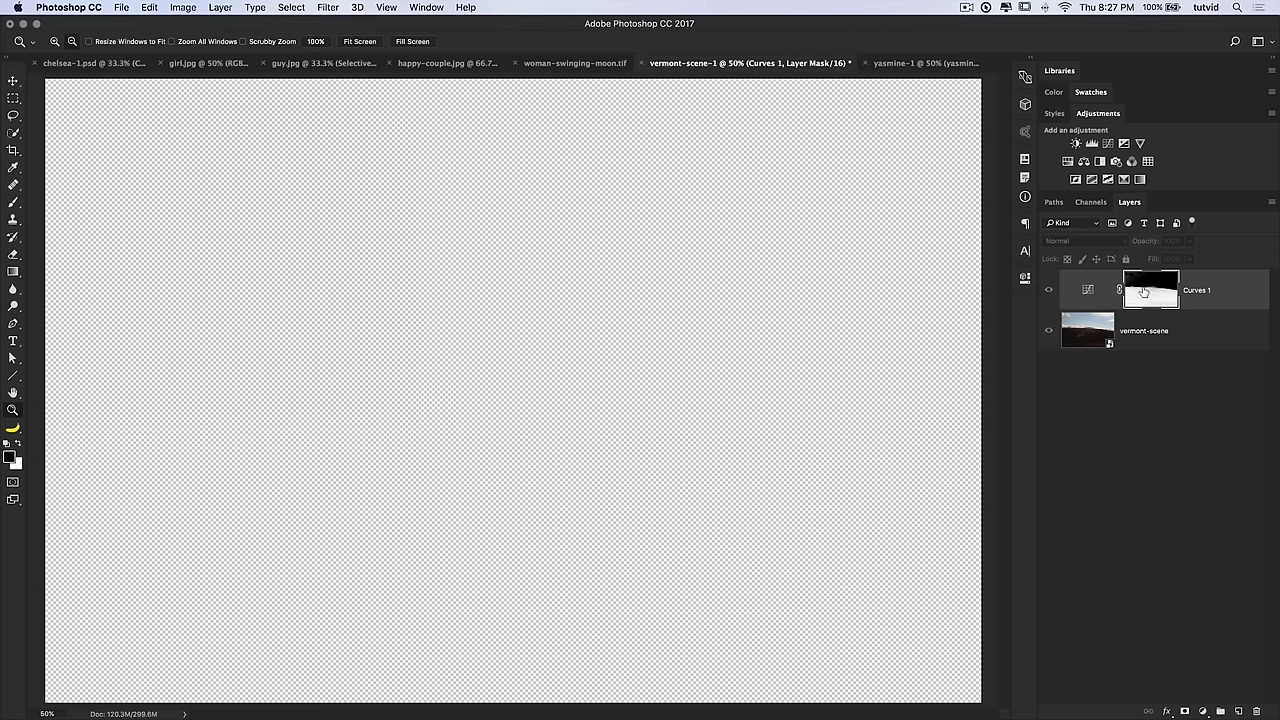 Photoshop CC File Edit Image Layer Type Select Filter 3D View Window Help Thu 8:27 PM 100% tutvid
Adobe Photoshop CC 2017
Resize Windows to Fit Zoom All Windows Scrubby Zoom 100% Fit Screen Fill Screen
chelsea-1.psd @ 33.3% (C... girl.jpg @ 50% (RGB... guy.jpg @ 33.3% (Selective... happy-couple.jpg @ 66.7... woman-swinging-moon.tif vermont-scene-1 @ 50% (Curves 1, Layer Mask/16) * yasmine-1 @ 50% (yasmin...
Libraries
Color Swatches
Styles Adjustments
Add an adjustment
Paths Channels Layers
Kind
Normal Opacity: 100%
Lock: Fill: 100%
Curves 1
vermont-scene
50% Doc: 120.3M/299.6M